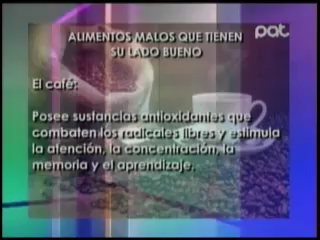 ALIMENTOS MALOS QUE TIENEN
SU LADO BUENO
pat
El café:
Posee sustancias antioxidantes que
combaten los radicales libres y estimula
la atención, la concentración, la
memoria y el aprendizaje.